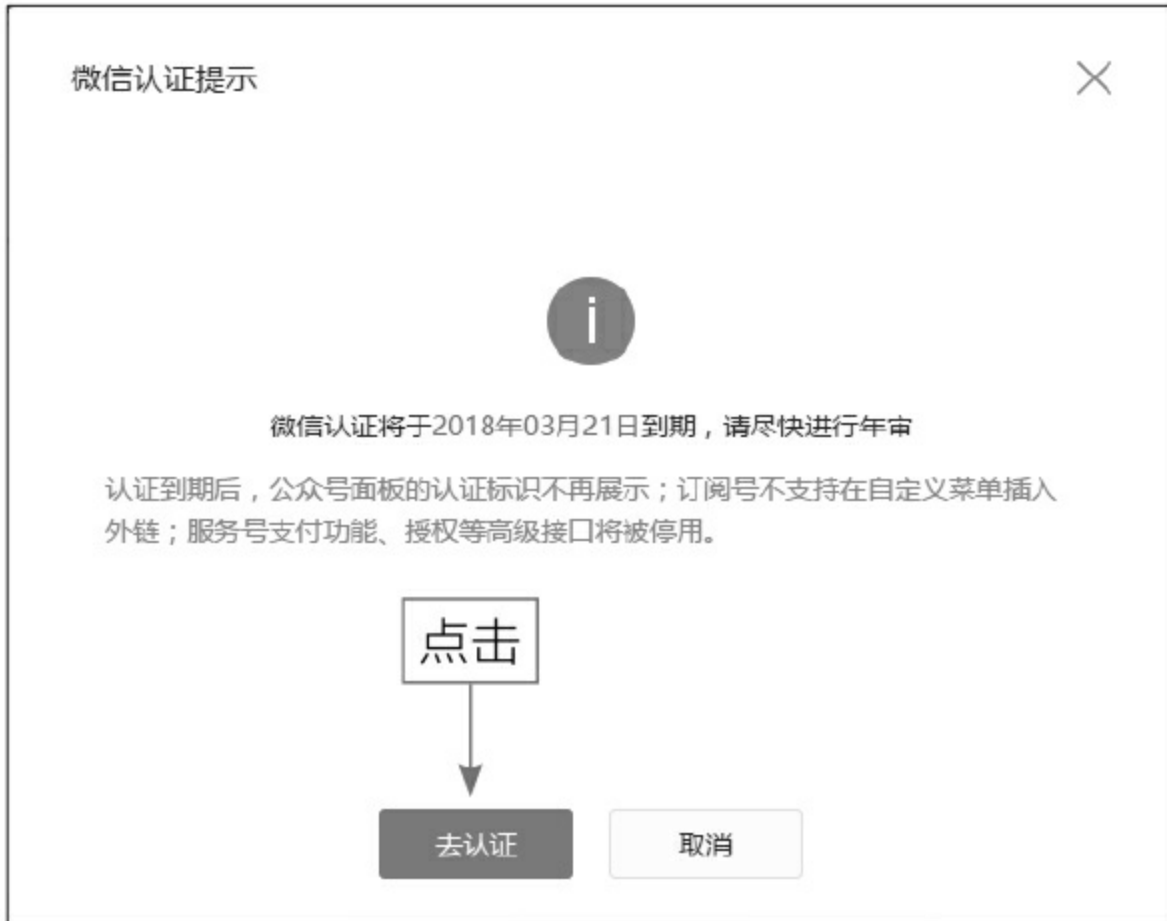 微信认证提示
i
微信认证将于2018年03月21日到期，请尽快进行年审
认证到期后，公众号面板的认证标识不再展示；订阅号不支持在自定义菜单插入
外链；服务号支付功能、授权等高级接口将被停用。
点击
去认证 取消